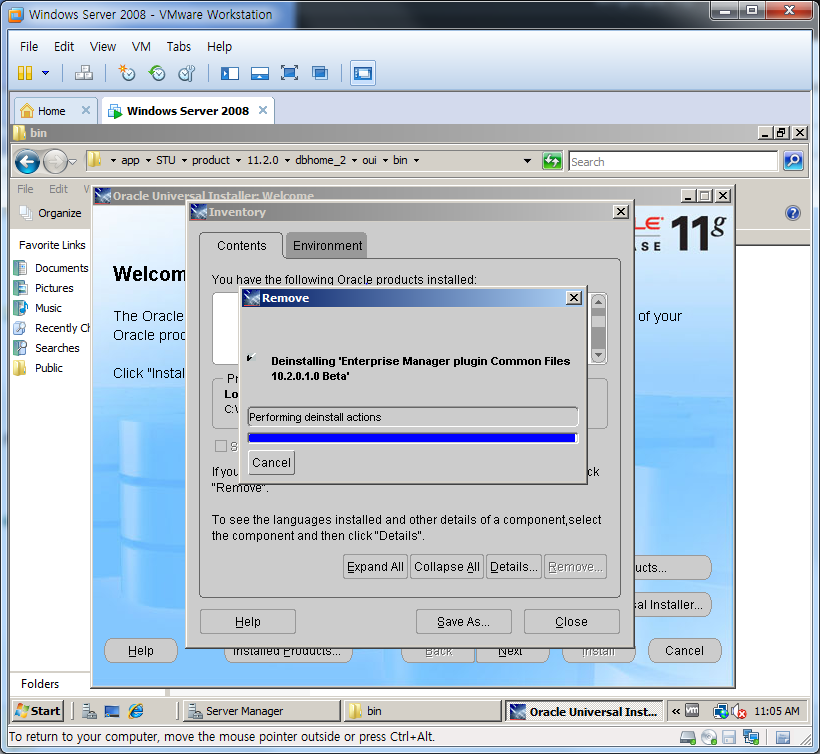 Windows Server 2008 - VMware Workstation
File Edit View VM Tabs Help
Home Windows Server 2008
bin
app STU product 11.2.0 dbhome_2 oui bin Search
File Edit
Organize
Oracle Universal Installer: Welcome
Inventory
11g
Contents Environment
Favorite Links
Documents
Pictures
Music
Recently Ch
Searches
Public
Welcom
The Oracle of your
Oracle proc
Click "Instal
You have the following Oracle products installed:
Remove
Deinstalling 'Enterprise Manager plugin Common Files
10.2.0.1.0 Beta'
Performing deinstall actions
Cancel
Pr
Lo
C:\
S
If you ck
"Remove".
To see the languages installed and other details of a component,select
the component and then click "Details".
Expand All Collapse All Details... Remove... ucts...
sal Installer...
Help Save As... Close
Help Installed Products... Back Next Install Cancel
Folders
Start Server Manager bin Oracle Universal Inst... « 11:05 AM
To return to your computer, move the mouse pointer outside or press Ctrl+Alt.